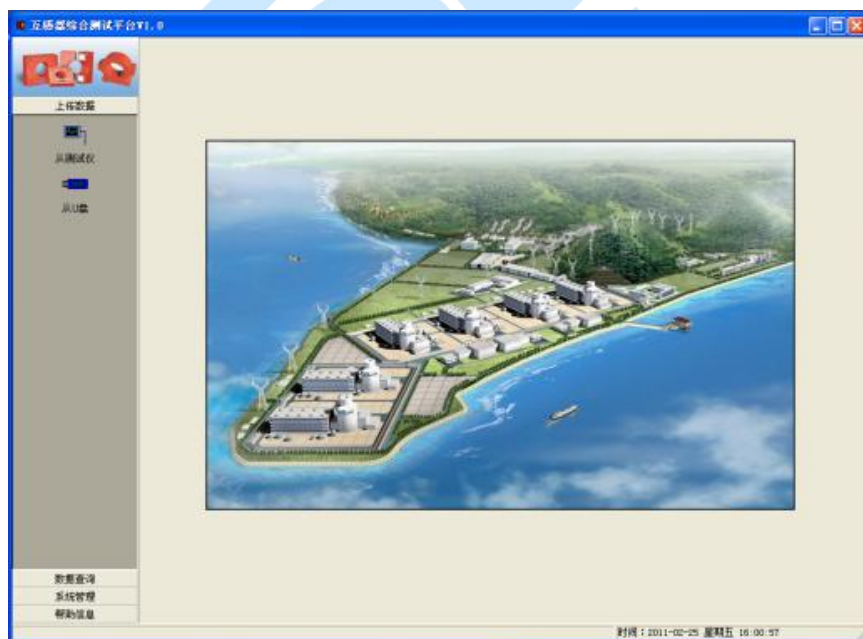 互感器综合测试平台V1.0
上传数据
从测试仪
从U盘
数据查询
系统管理
帮助信息
时间：2011-02-25 星期五 16:00:57